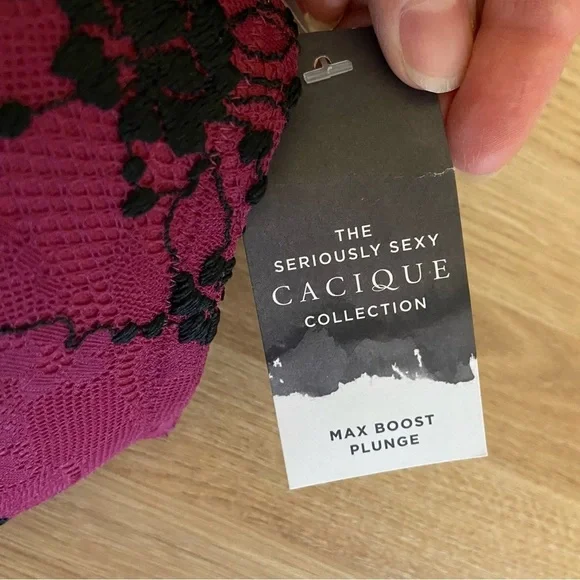 THE
SERIOUSLY SEXY
CACIQUE
COLLECTION
MAX BOOST
PLUNGE